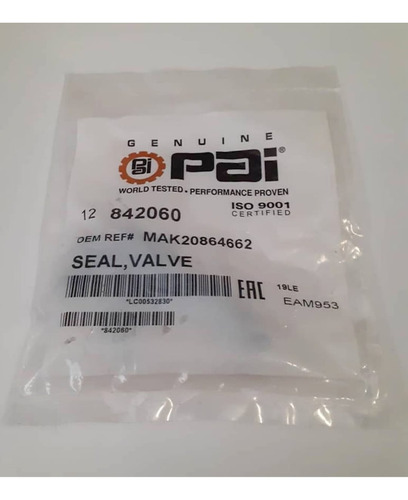 GENUINE
pai pai®
WORLD TESTED • PERFORMANCE PROVEN
ISO 9001
CERTIFIED
12 842060
OEM REF# MAK20864662
SEAL,VALVE
*LC00532830*
EAC
19LE
EAM953
*842060*